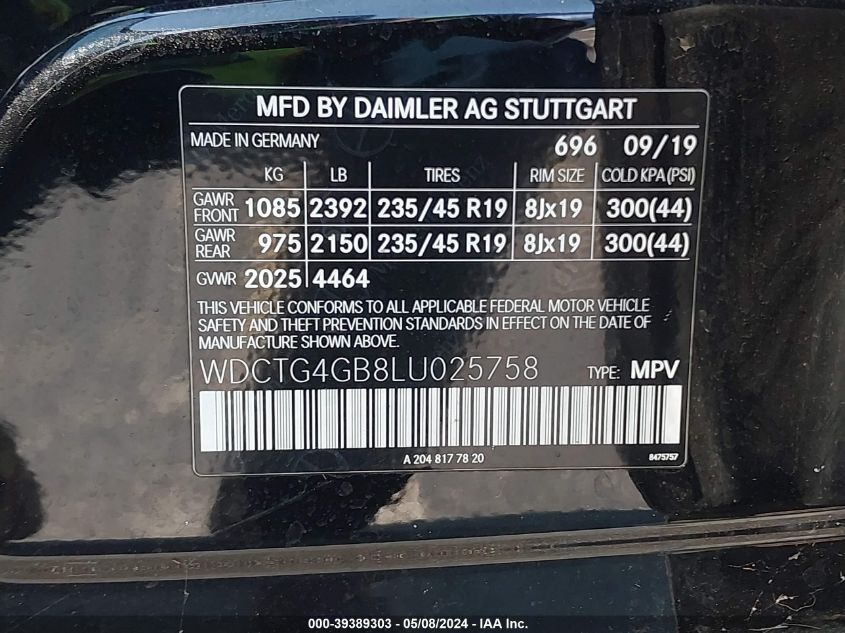 MFD BY DAIMLER AG STUTTGART
MADE IN GERMANY 696 09/19
KG LB TIRES RIM SIZE COLD KPA(PSI)
GAWR FRONT 1085 2392 235/45 R19 8Jx19 300(44)
GAWR REAR 975 2150 235/45 R19 8Jx19 300(44)
GVWR 2025 4464
THIS VEHICLE CONFORMS TO ALL APPLICABLE FEDERAL MOTOR VEHICLE
SAFETY AND THEFT PREVENTION STANDARDS IN EFFECT ON THE DATE OF
MANUFACTURE SHOWN ABOVE.
WDCTG4GB8LU025758 TYPE: MPV
A 204 817 78 20 8475757
000-39389303 / 05/08/2024 - IAA Inc.